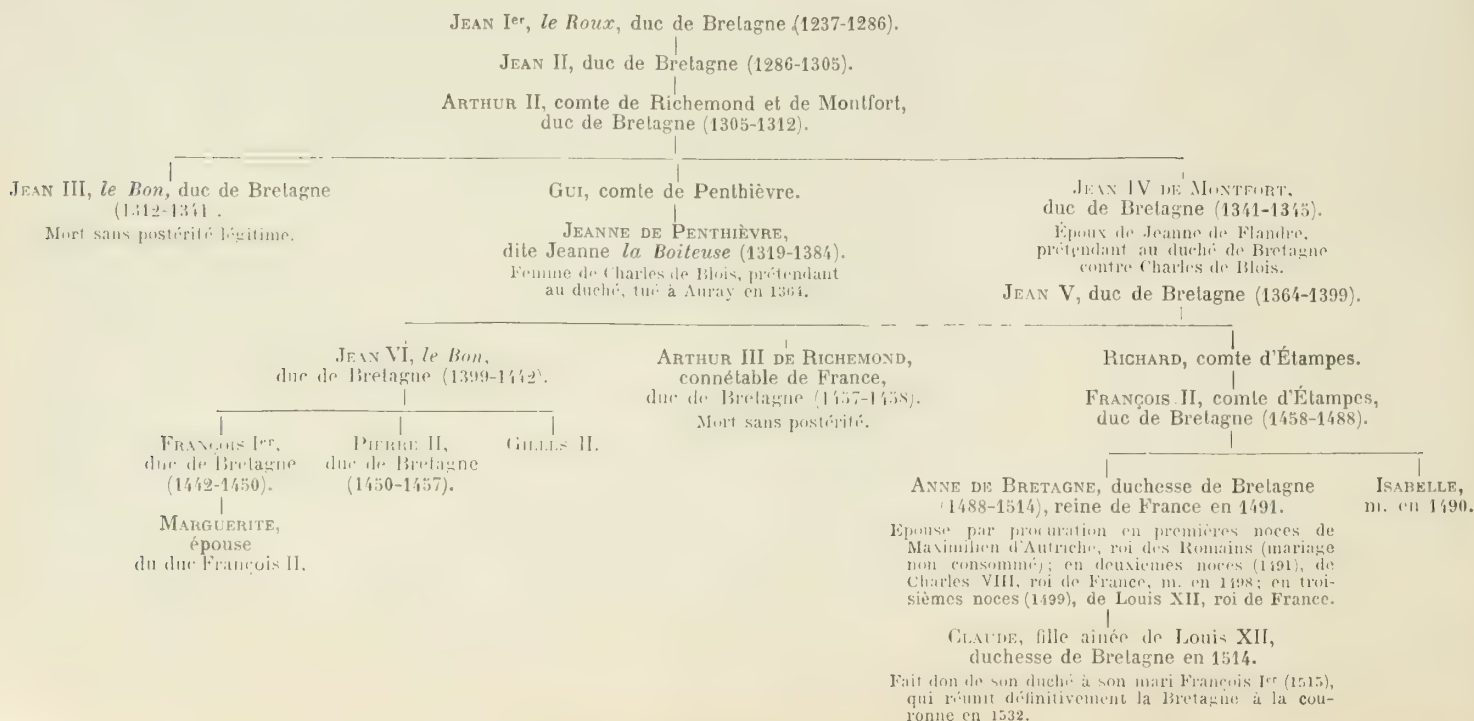 JEAN Iᵉʳ, le Roux, duc de Bretagne (1237-1286).
JEAN II, duc de Bretagne (1286-1305).
ARTHUR II, comte de Richemond et de Montfort,
duc de Bretagne (1305-1312).
JEAN III, le Bon, duc de Bretagne
(1312-1341.
Mort sans postérité légitime.
GUI, comte de Penthièvre.
JEANNE DE PENTHIÈVRE,
dite Jeanne la Boiteuse (1319-1384).
Femme de Charles de Blois, prétendant
au duché, tué à Auray en 1364.
JEAN IV DE MONTFORT,
duc de Bretagne (1341-1345).
Époux de Jeanne de Flandre,
prétendant au duché de Bretagne
contre Charles de Blois.
JEAN V, duc de Bretagne (1364-1399).
JEAN VI, le Bon,
duc de Bretagne (1399-1442).
ARTHUR III DE RICHEMOND,
connétable de France,
duc de Bretagne (1457-1458).
Mort sans postérité.
RICHARD, comte d'Étampes.
FRANÇOIS II, comte d'Étampes,
duc de Bretagne (1458-1488).
FRANÇOIS Iᵉʳ,
duc de Bretagne
(1442-1450).
PIERRE II,
duc de Bretagne
(1450-1457).
GILLES II.
MARGUERITE,
épouse
du duc François II.
ANNE DE BRETAGNE, duchesse de Bretagne
(1488-1514), reine de France en 1491.
Epouse par procuration en premières noces de
Maximilien d'Autriche, roi des Romains (mariage
non consommé); en deuxièmes noces (1491), de
Charles VIII, roi de France, m. en 1498; en troi-
sièmes noces (1499), de Louis XII, roi de France.
ISABELLE,
m. en 1490.
CLAUDE, fille ainée de Louis XII,
duchesse de Bretagne en 1514.
Fait don de son duché à son mari François Iᵉʳ (1515),
qui réunit définitivement la Bretagne à la cou-
ronne en 1532.